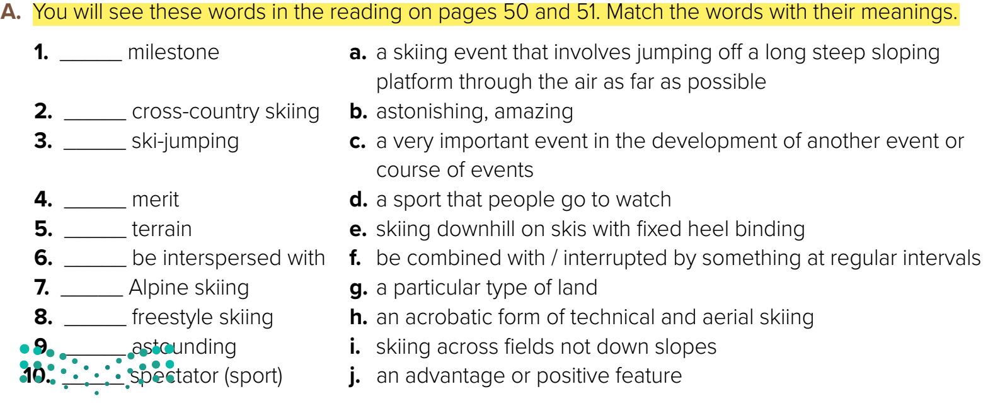 A. You will see these words in the reading on pages 50 and 51. Match the words with their meanings.
1. ______ milestone a. a skiing event that involves jumping off a long steep sloping
platform through the air as far as possible
2. ______ cross-country skiing b. astonishing, amazing
3. ______ ski-jumping c. a very important event in the development of another event or
course of events
4. ______ merit d. a sport that people go to watch
5. ______ terrain e. skiing downhill on skis with fixed heel binding
6. ______ be interspersed with f. be combined with / interrupted by something at regular intervals
7. ______ Alpine skiing g. a particular type of land
8. ______ freestyle skiing h. an acrobatic form of technical and aerial skiing
9. ______ astounding i. skiing across fields not down slopes
10. ______ spectator (sport) j. an advantage or positive feature